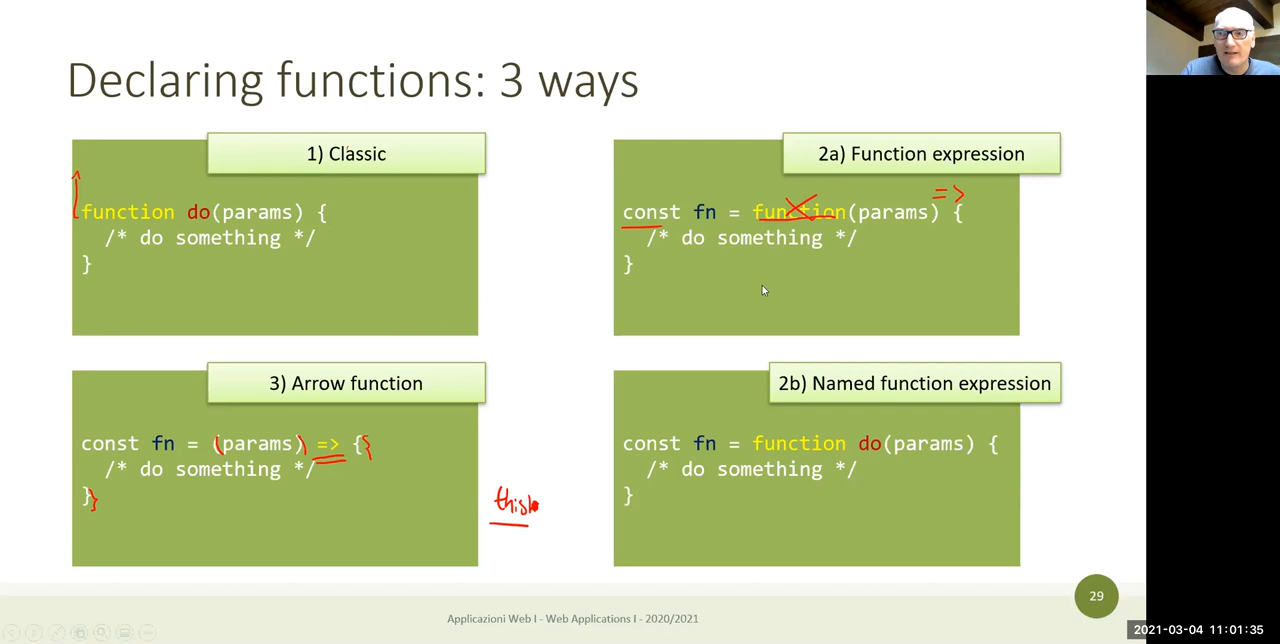 Declaring functions: 3 ways
1) Classic
function do(params) {
/* do something */
}
2a) Function expression
=>
const fn = function(params) {
/* do something */
}
3) Arrow function
const fn = (params) => {
/* do something */
}
this
2b) Named function expression
const fn = function do(params) {
/* do something */
}
29
Applicazioni Web I - Web Applications I - 2020/2021
2021-03-04 11:01:35